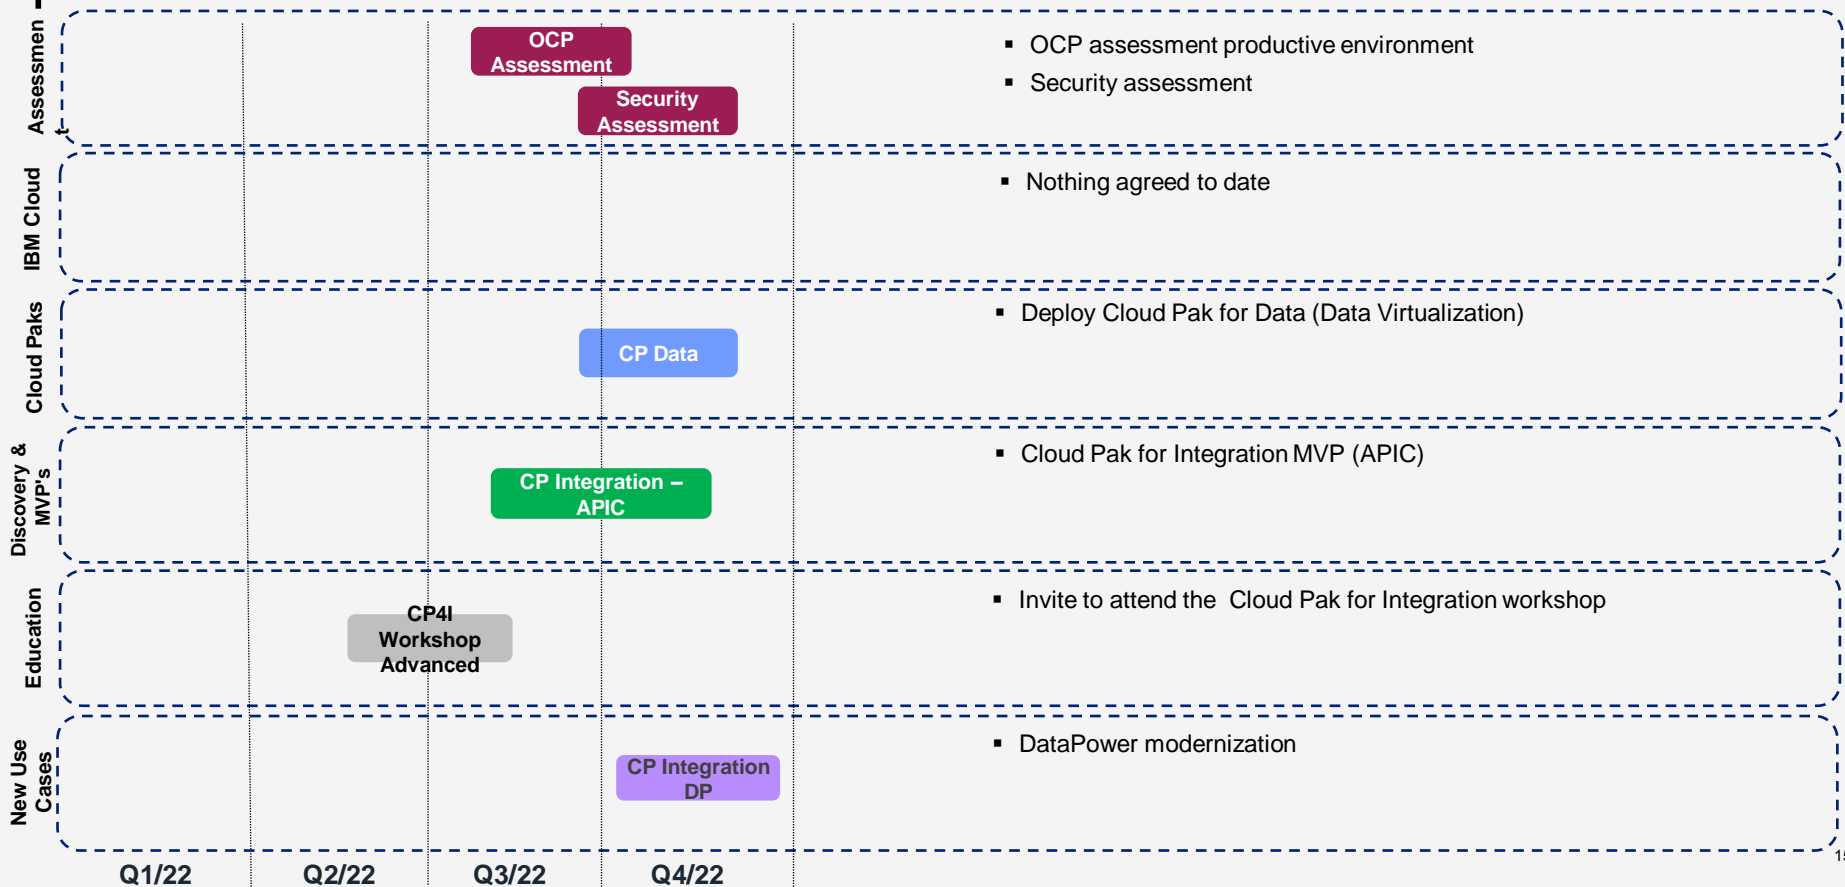 Assessmen
t
OCP
Assessment
Security
Assessment
▪ OCP assessment productive environment
▪ Security assessment
IBM Cloud
▪ Nothing agreed to date
Cloud Paks
CP Data
▪ Deploy Cloud Pak for Data (Data Virtualization)
Discovery &
MVP's
CP Integration –
APIC
▪ Cloud Pak for Integration MVP (APIC)
Education
CP4I
Workshop
Advanced
▪ Invite to attend the  Cloud Pak for Integration workshop
New Use
Cases
CP Integration
DP
▪ DataPower modernization
Q1/22
Q2/22
Q3/22
Q4/22